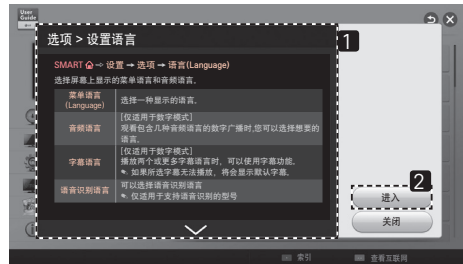 User Guide
选项 > 设置语言
1
SMART ⇨ 设置 → 选项 → 语言(Language)
选择屏幕上显示的菜单语言和音频语言.
菜单语言
(Language)
选择一种显示的语言.
音频语言
[仅适用于数字模式]
观看包含几种音频语言的数字广播时,您可以选择想要的
语言.
字幕语言
[仅适用于数字模式]
播放两个或更多字幕语言时, 可以使用字幕功能.
✎ 如果所选字幕无法播放, 将会显示默认字幕.
语音识别语言
可以选择语音识别语言
✎ 仅适用于支持语音识别的型号
2
进入
关闭
索引
查看互联网